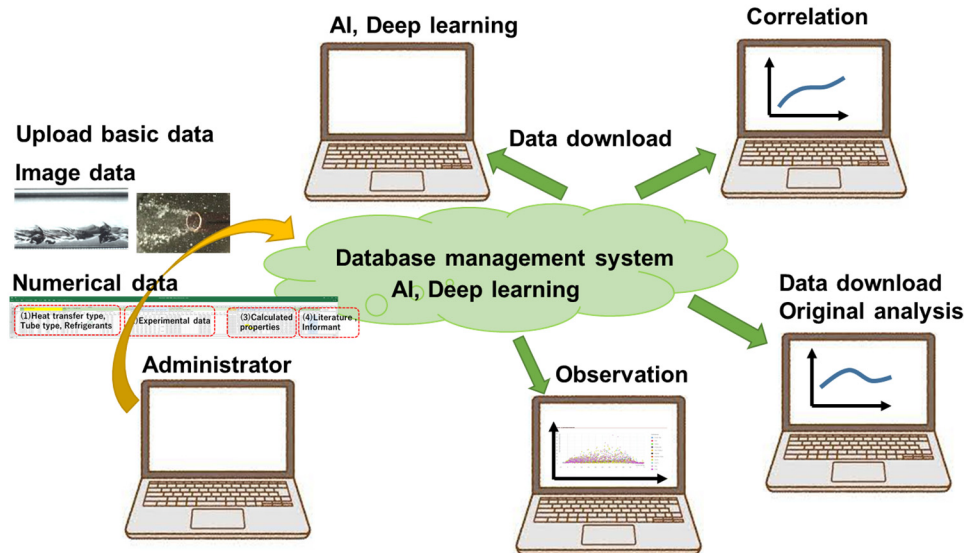 AI, Deep learning
Correlation
Upload basic data
Data download
Image data
Database management system
AI, Deep learning
Numerical data
(1)Heat transfer type,
Tube type, Refrigerants
Experimental data
(3)Calculated
properties
(4)Literature
Informant
Data download
Original analysis
Administrator
Observation